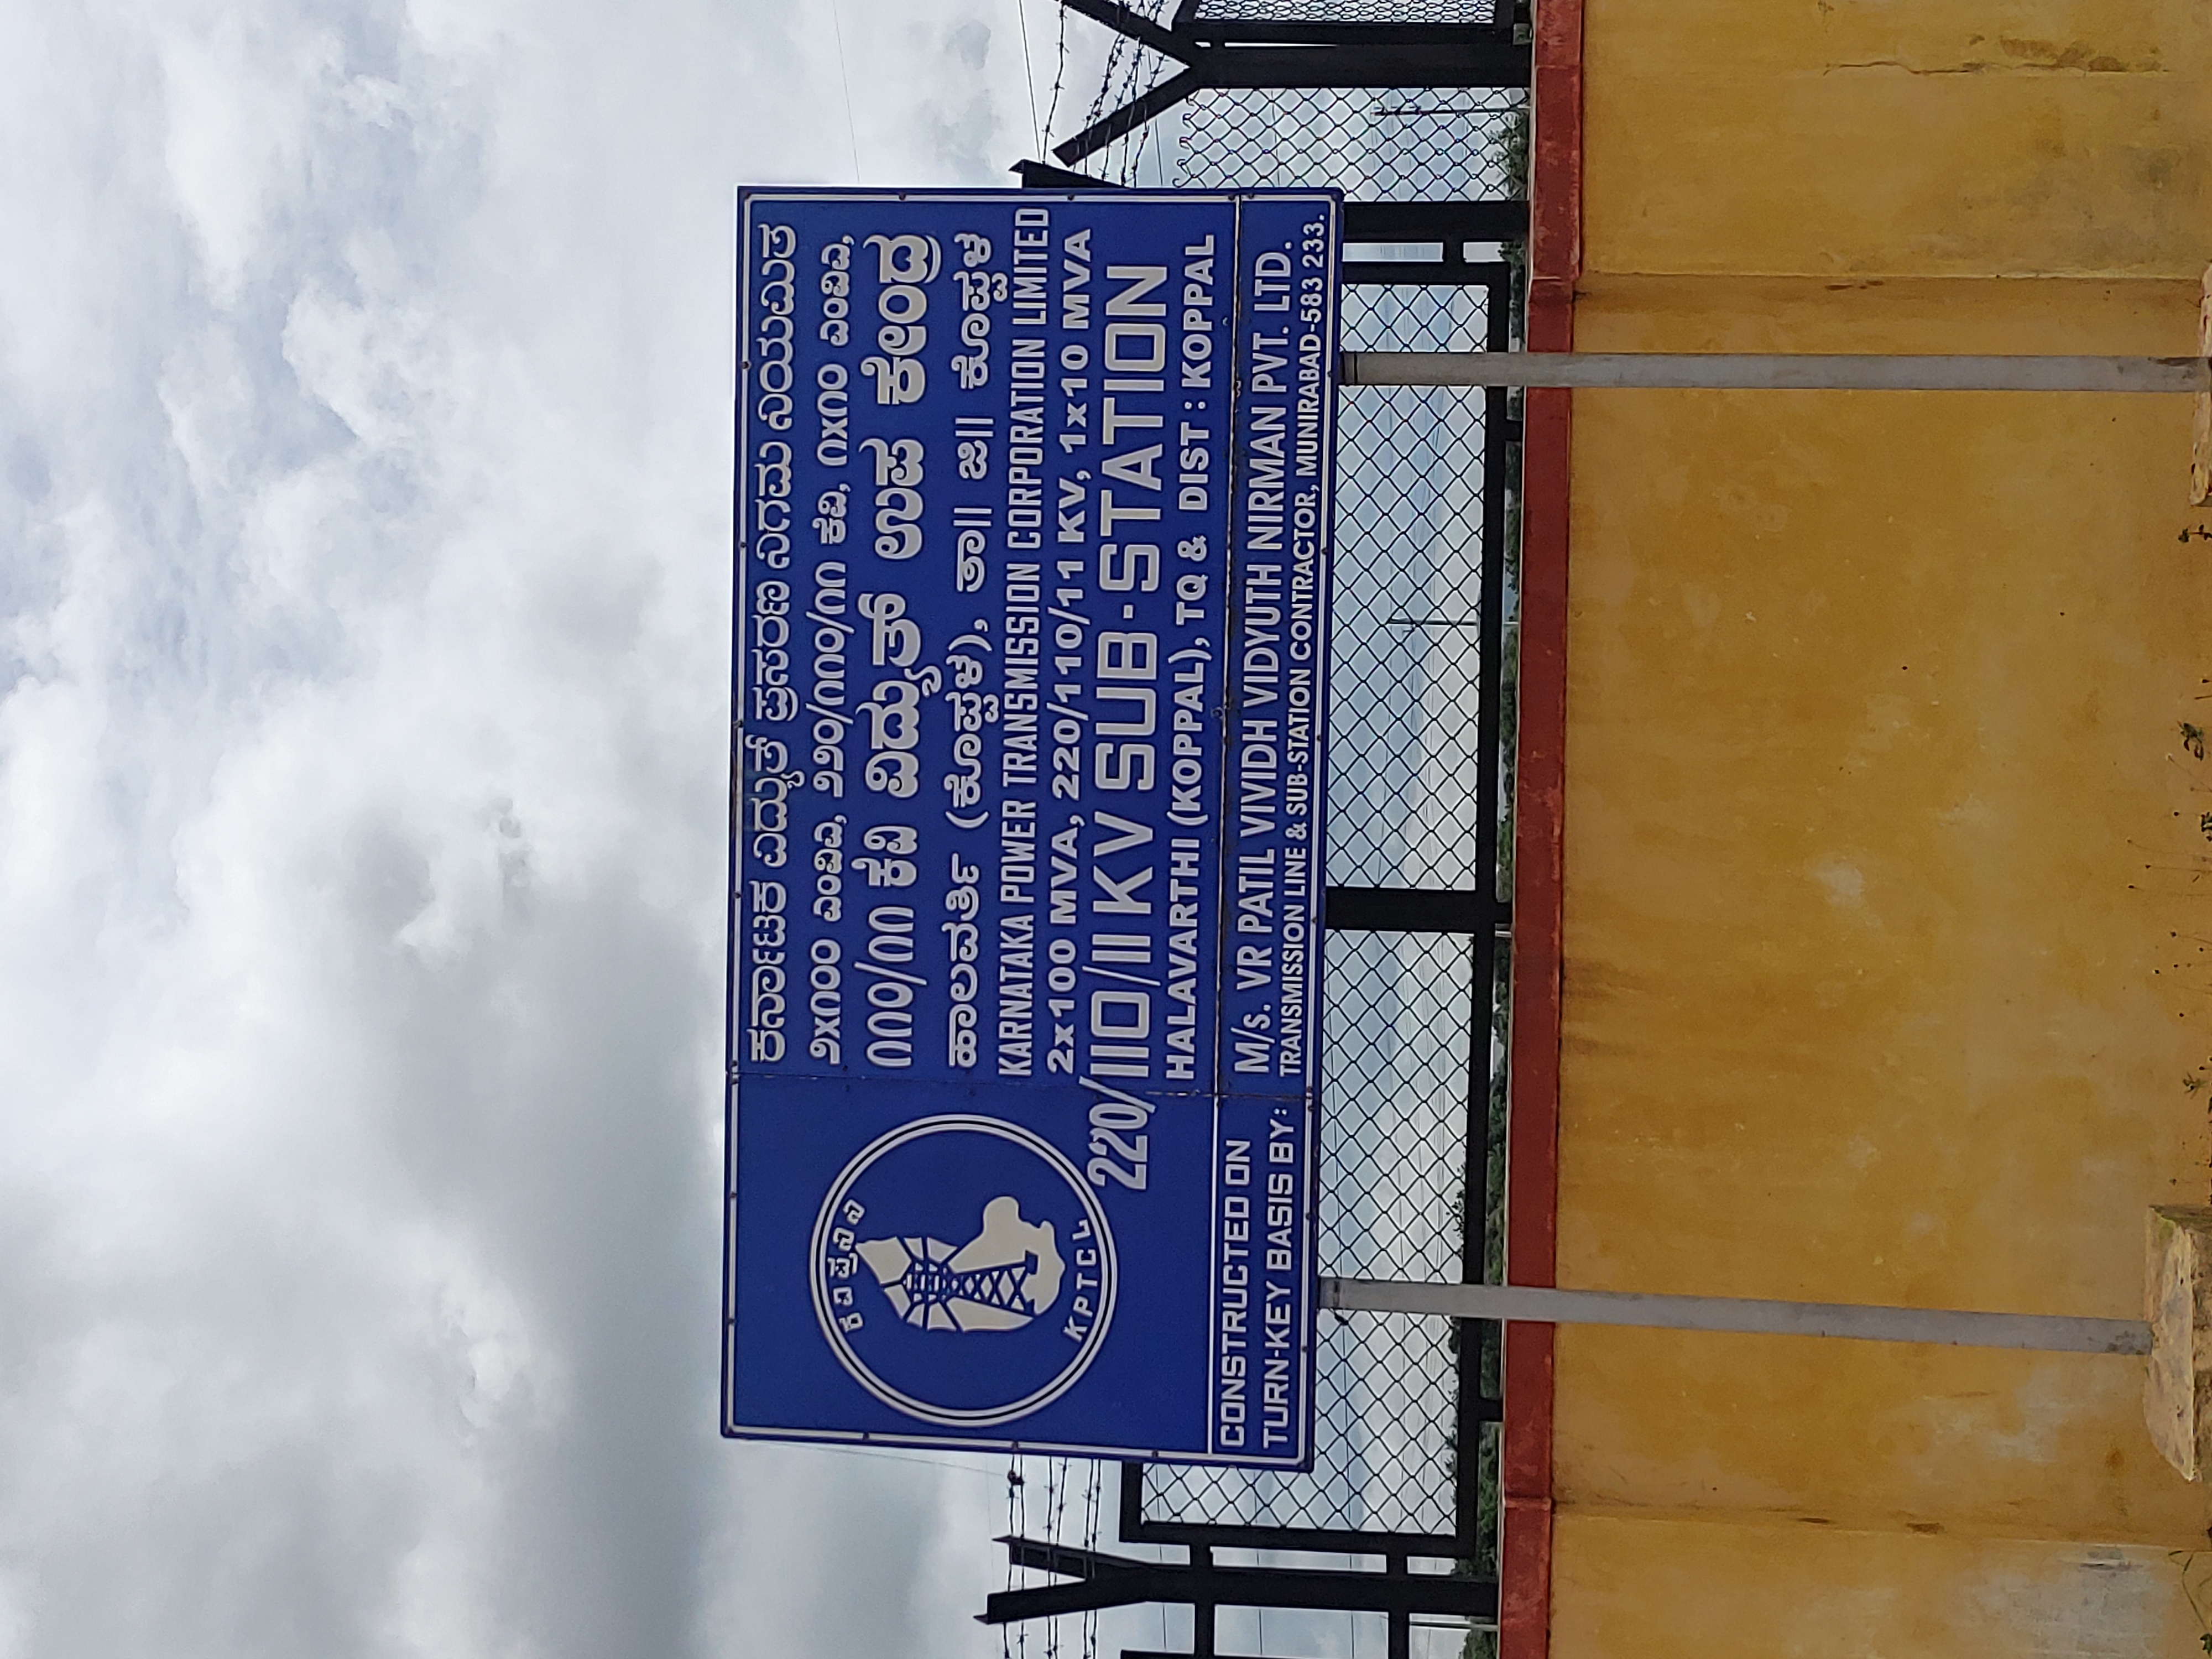 ಕವಿಪ್ರನಿನಿ
KPTCL
ಕರ್ನಾಟಕ ವಿದ್ಯುತ್ ಪ್ರಸರಣ ನಿಗಮ ನಿಯಮಿತ
೨x೧೦೦ ಎಂವಿಎ, ೨೨೦/೧೧೦/೧೧ ಕೆವಿ, ೧x೧೦ ಎಂವಿಎ,
೧೧೦/೧೧ ಕೆವಿ ವಿದ್ಯುತ್ ಉಪ ಕೇಂದ್ರ
ಹಾಲವರ್ತಿ (ಕೊಪ್ಪಳ), ತಾ|| ಜಿ|| ಕೊಪ್ಪಳ
KARNATAKA POWER TRANSMISSION CORPORATION LIMITED
2x100 MVA, 220/110/11 KV, 1x10 MVA
220/110/11 KV SUB-STATION
HALAVARTHI (KOPPAL), TQ & DIST : KOPPAL
CONSTRUCTED ON
TURN-KEY BASIS BY:
M/s. VR PATIL VIVIDH VIDYUTH NIRMAN PVT. LTD.
TRANSMISSION LINE & SUB-STATION CONTRACTOR, MUNIRABAD-583 233.